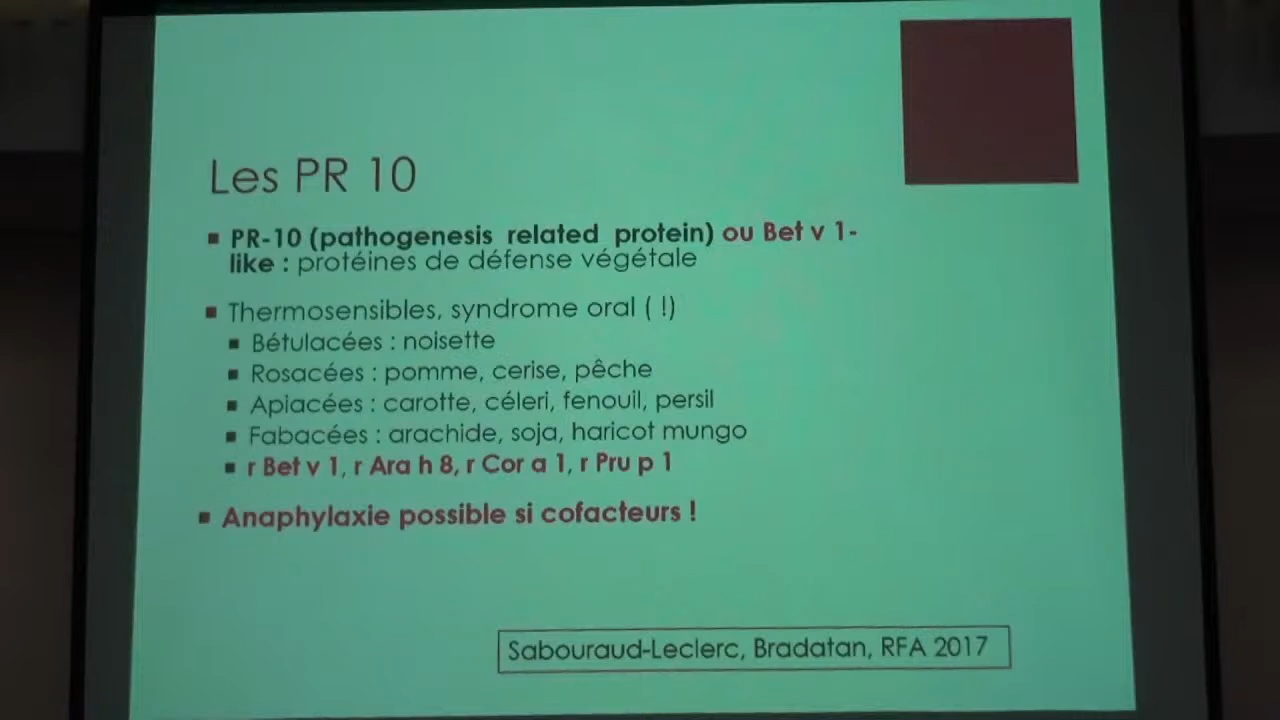 Les PR 10
PR-10 (pathogenesis related protein) ou Bet v 1-
like : protéines de défense végétale
Thermosensibles, syndrome oral ( !)
Bétulacées : noisette
Rosacées : pomme, cerise, pêche
Apiacées : carotte, céleri, fenouil, persil
Fabacées : arachide, soja, haricot mungo
r Bet v 1, r Ara h 8, r Cor a 1, r Pru p 1
Anaphylaxie possible si cofacteurs !
Sabouraud-Leclerc, Bradatan, RFA 2017